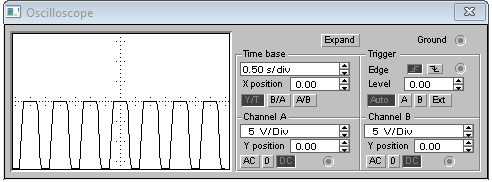 Oscilloscope
Expand
Ground
Time base
0.50 s/div
X position 0.00
Y/T B/A A/B
Trigger
Edge
Level 0.00
Auto A B Ext
Channel A
5 V/Div
Y position 0.00
AC 0 DC
Channel B
5 V/Div
Y position 0.00
AC 0 DC